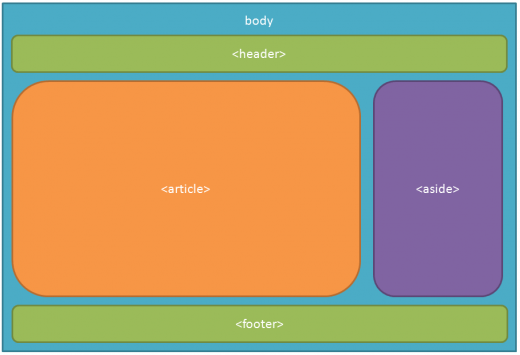 body
<header>
<article>
<aside>
<footer>